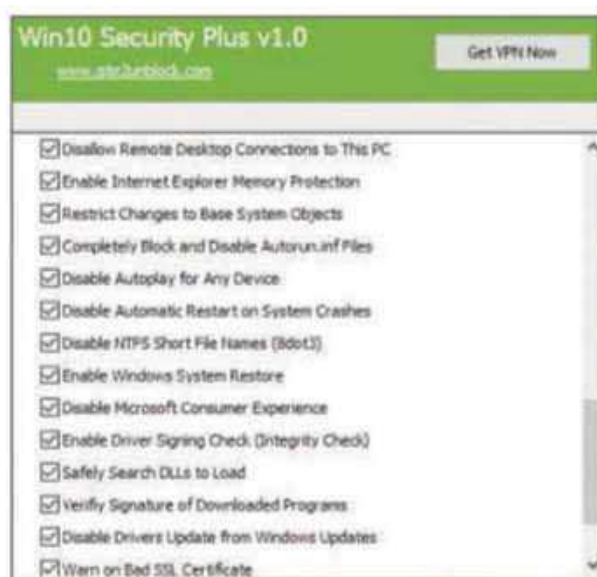 Win10 Security Plus v1.0
Get VPN Now
Disallow Remote Desktop Connections to This PC
Enable Internet Explorer Memory Protection
Restrict Changes to Base System Objects
Completely Block and Disable Autorun.inf Files
Disable Autoplay for Any Device
Disable Automatic Restart on System Crashes
Disable NTFS Short File Names (8dot3)
Enable Windows System Restore
Disable Microsoft Consumer Experience
Enable Driver Signing Check (Integrity Check)
Safely Search DLLs to Load
Verifiy Signature of Downloaded Programs
Disable Drivers Update from Windows Updates
Warn on Bad SSL Certificate